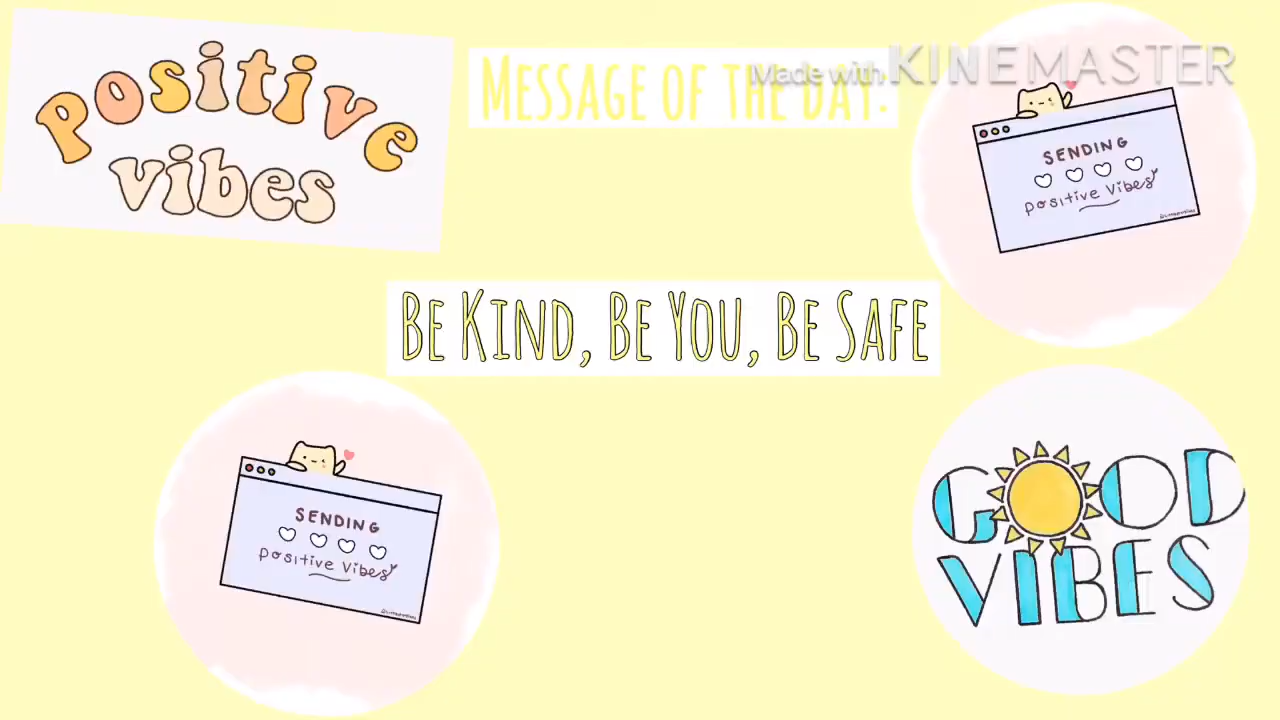 positive
vibes
MESSAGE OF THE DAY:
Made with KINEMASTER
SENDING
positive Vibes
BE KIND, BE YOU, BE SAFE
SENDING
positive Vibes
GOOD
VIBES